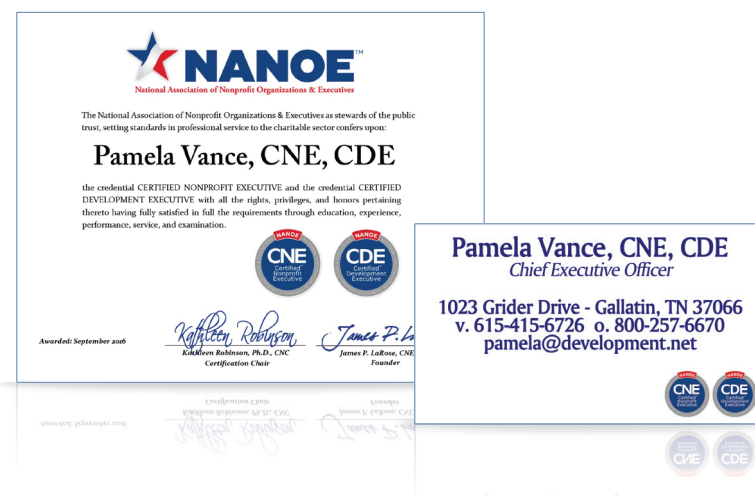 NANOE™
National Association of Nonprofit Organizations & Executives
The National Association of Nonprofit Organizations & Executives as stewards of the public
trust, setting standards in professional service to the charitable sector confers upon:
Pamela Vance, CNE, CDE
the credential CERTIFIED NONPROFIT EXECUTIVE and the credential CERTIFIED
DEVELOPMENT EXECUTIVE with all the rights, privileges, and honors pertaining
thereto having fully satisfied in full the requirements through education, experience,
performance, service, and examination.
NANOE
CNE
Certified
Nonprofit
Executive
NANOE
CDE
Certified
Development
Executive
Awarded: September 2016
Kathleen Robinson
Kathleen Robinson, Ph.D., CNC
Certification Chair
James P. La
James P. LaRose, CNE
Founder
Pamela Vance, CNE, CDE
Chief Executive Officer
1023 Grider Drive - Gallatin, TN 37066
v. 615-415-6726 o. 800-257-6670
pamela@development.net
NANOE
CNE
Certified
Nonprofit
Executive
NANOE
CDE
Certified
Development
Executive